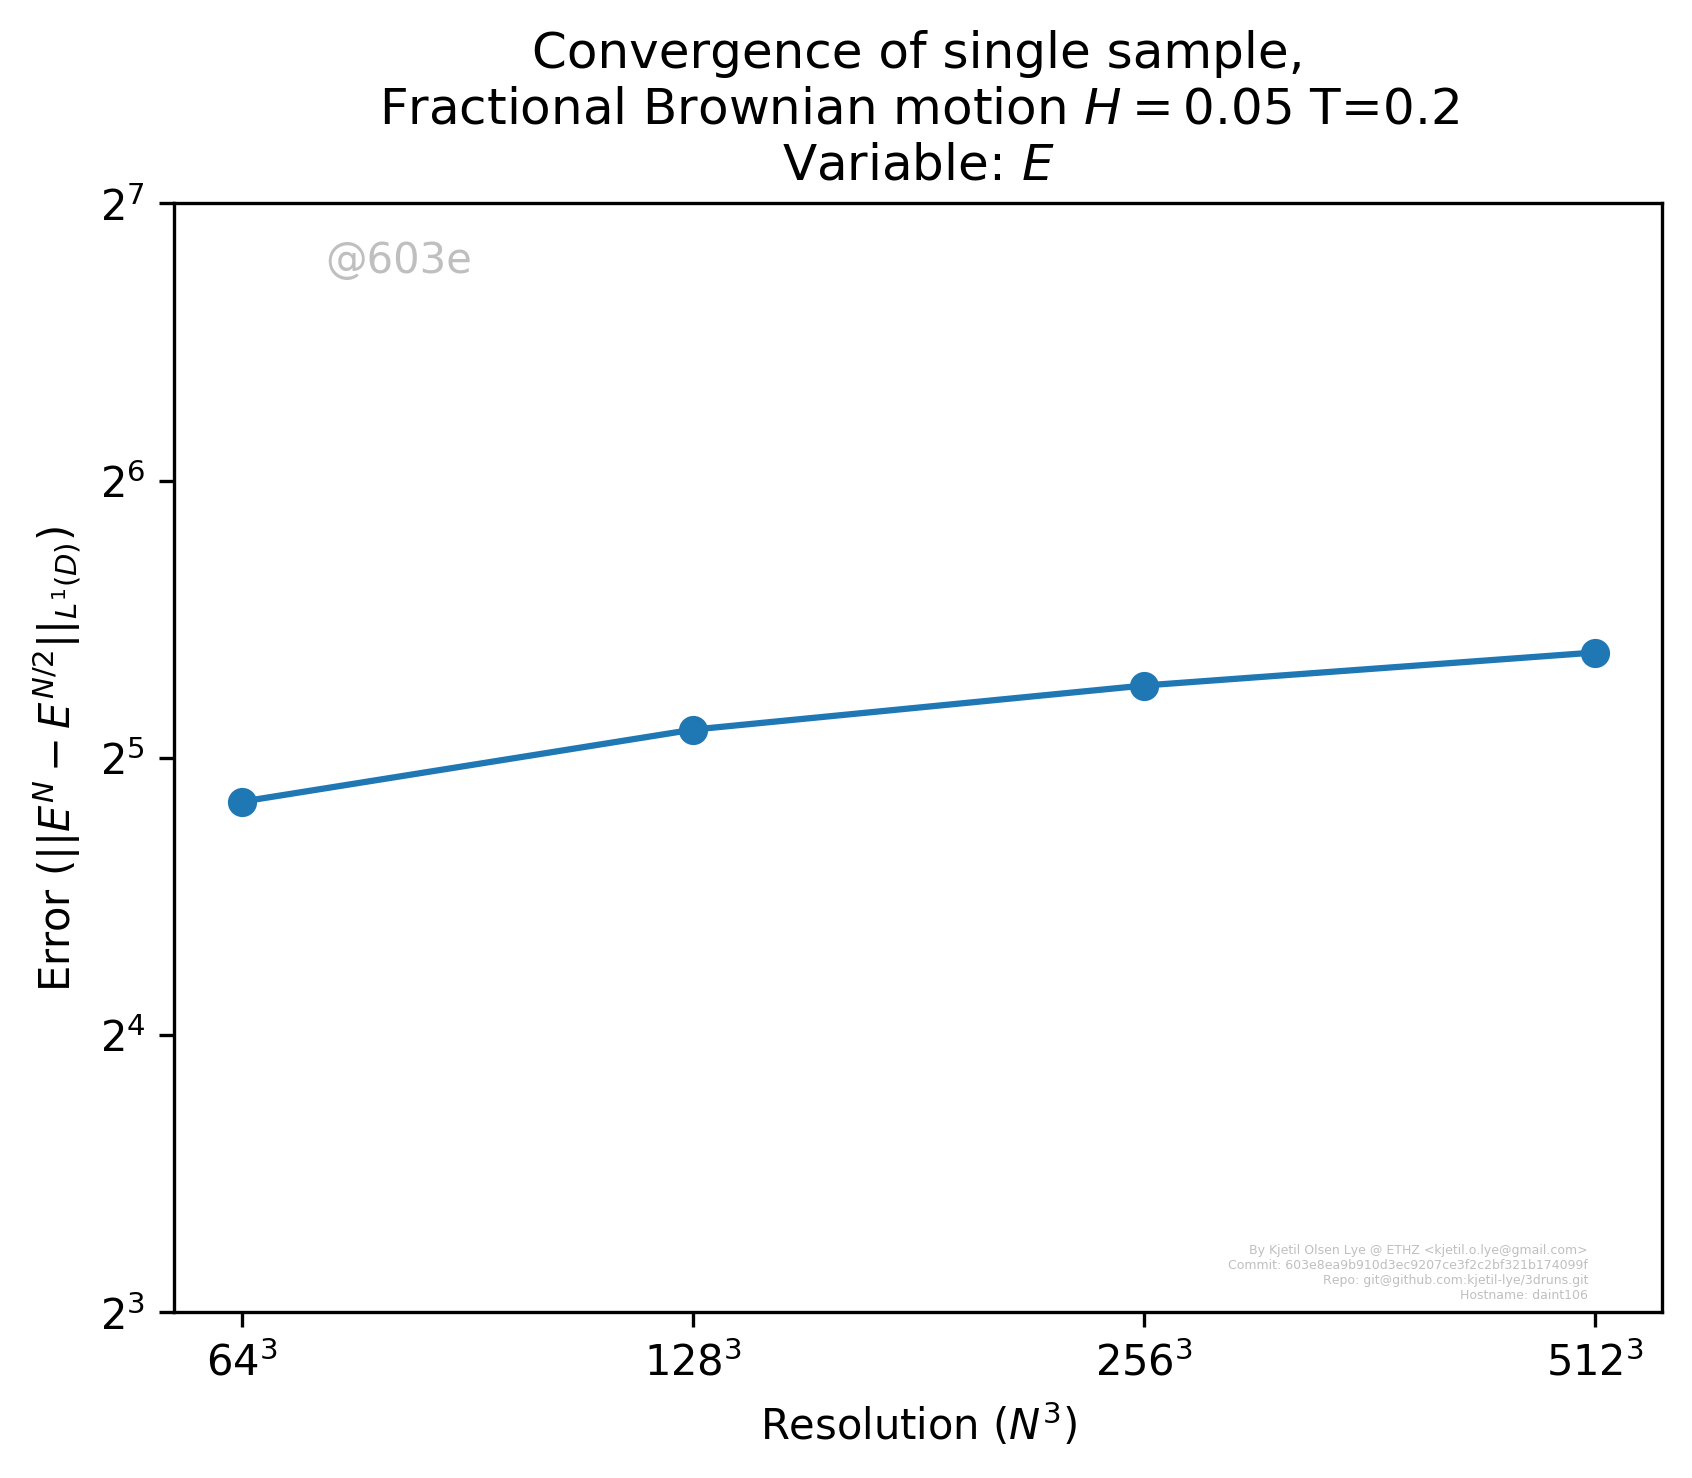 Convergence of single sample,
Fractional Brownian motion H = 0.05 T=0.2
Variable: E
@603e
2^7
2^6
2^5
2^4
2^3
Error (||E^N − E^{N/2}||_{L^1(D)})
64^3
128^3
256^3
512^3
Resolution (N^3)
By Kjetil Olsen Lye @ ETHZ <kjetil.o.lye@gmail.com>
Commit: 603e8ea9b910d3ec9207ce3f2c2bf321b174099f
Repo: git@github.com:kjetil-lye/3druns.git
Hostname: daint106